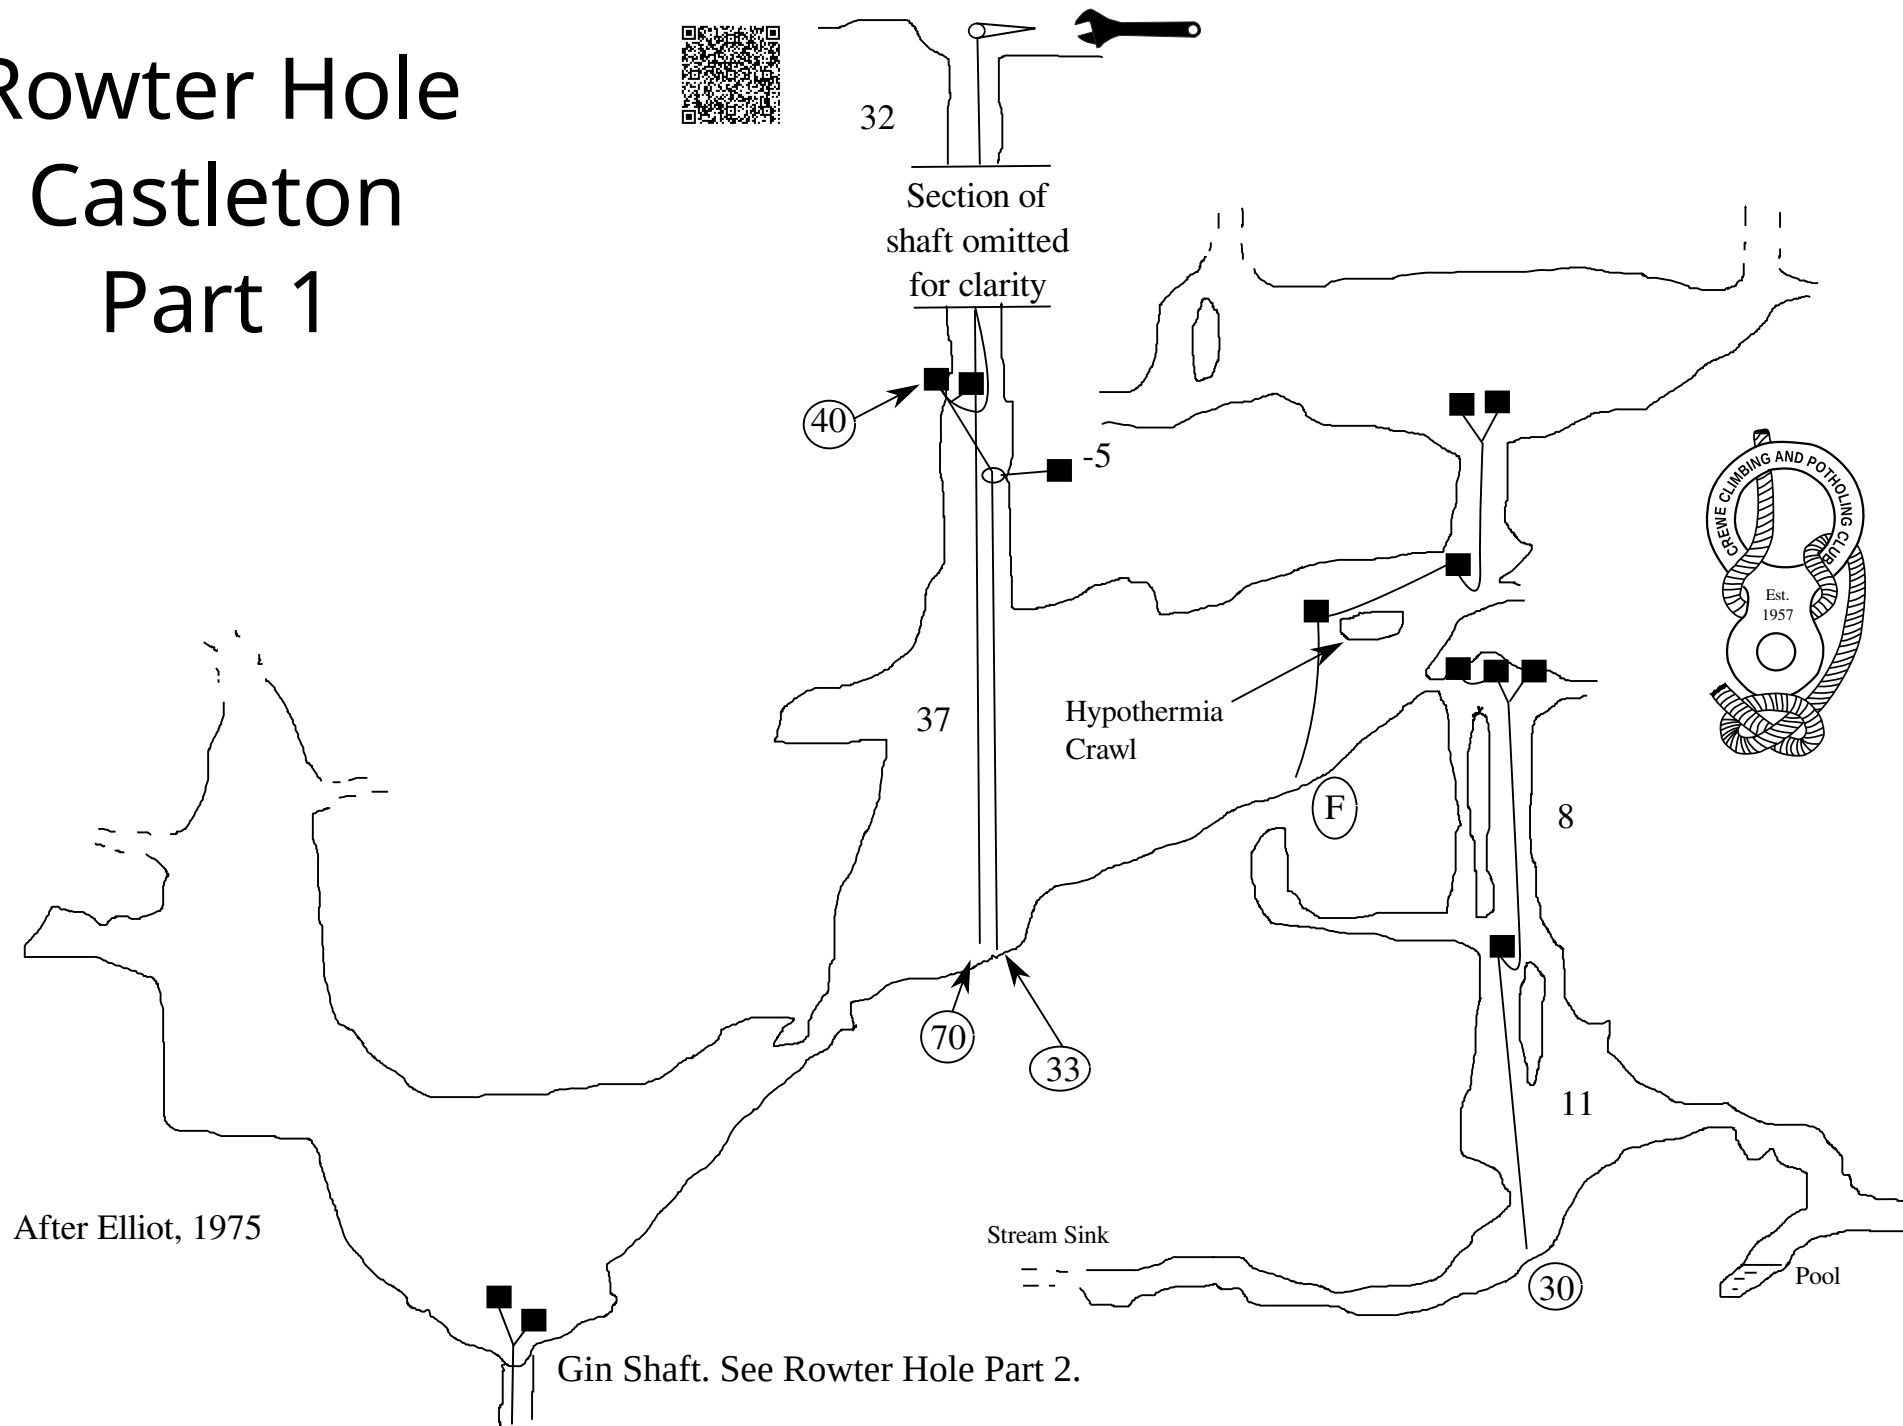 Rowter Hole
Castleton
Part 1
32
Section of
shaft omitted
for clarity
40
-5
CREWE CLIMBING AND POTHOLING CLUB
Est.
1957
37
Hypothermia
Crawl
F
8
70
33
11
After Elliot, 1975
Stream Sink
30
Pool
Gin Shaft. See Rowter Hole Part 2.